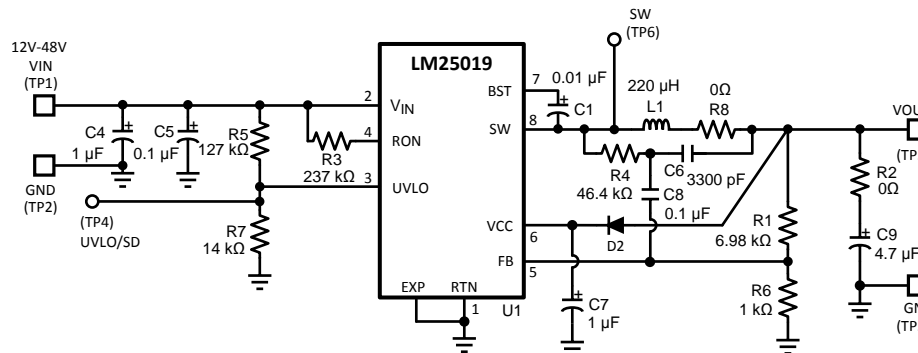 SW
(TP6)
12V-48V
VIN
(TP1)
LM25019
0.01 µF
220 µH
0Ω
7
BST
C1
L1
R8
2
VIN
8
SW
4
RON
C4
1 µF
C5
0.1 µF
R5
127 kΩ
R3
237 kΩ
R4
46.4 kΩ
C6
3300 pF
C8
0.1 µF
R2
0Ω
GND
(TP2)
3
UVLO
(TP4)
UVLO/SD
R7
14 kΩ
VCC
6
D2
R1
6.98 kΩ
C9
4.7 µF
FB
5
EXP
RTN
1
U1
C7
1 µF
R6
1 kΩ
VOU
(TP
GN
(TP
+
+
+
+
+